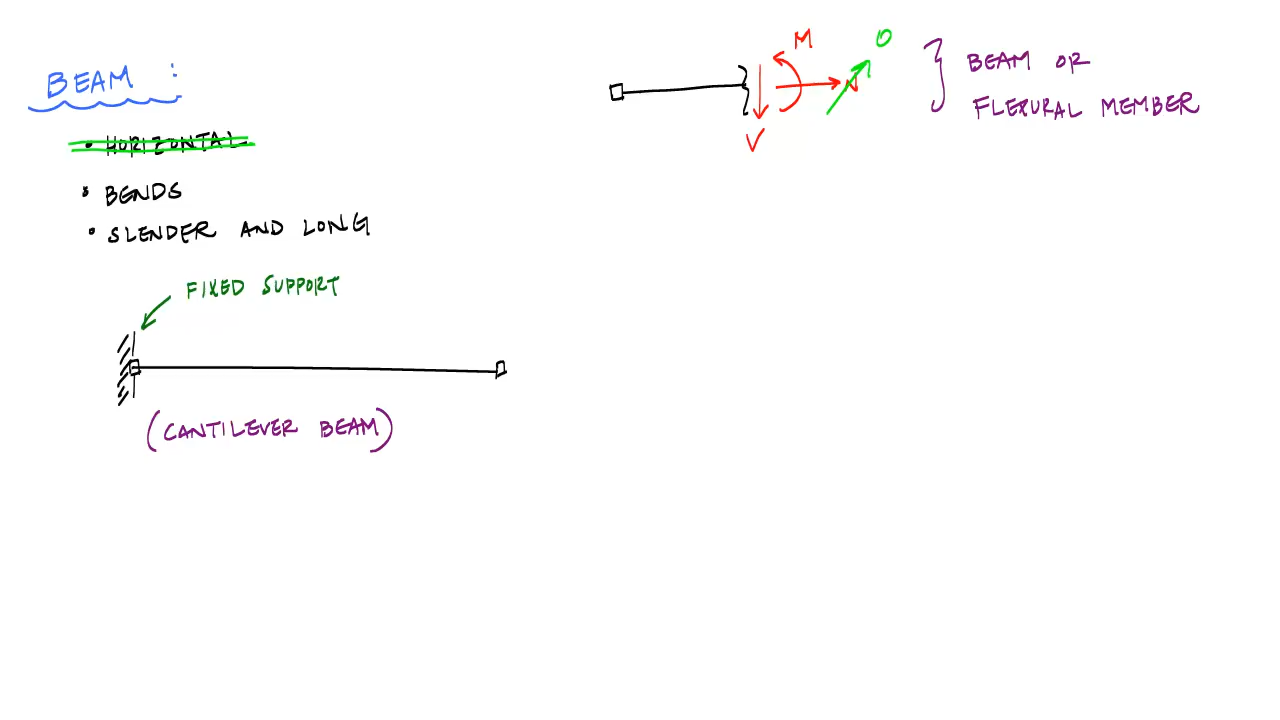 BEAM :
• HORIZONTAL
• BENDS
• SLENDER AND LONG
FIXED SUPPORT
(CANTILEVER BEAM)
M
O
N
V
BEAM OR
FLEXURAL MEMBER